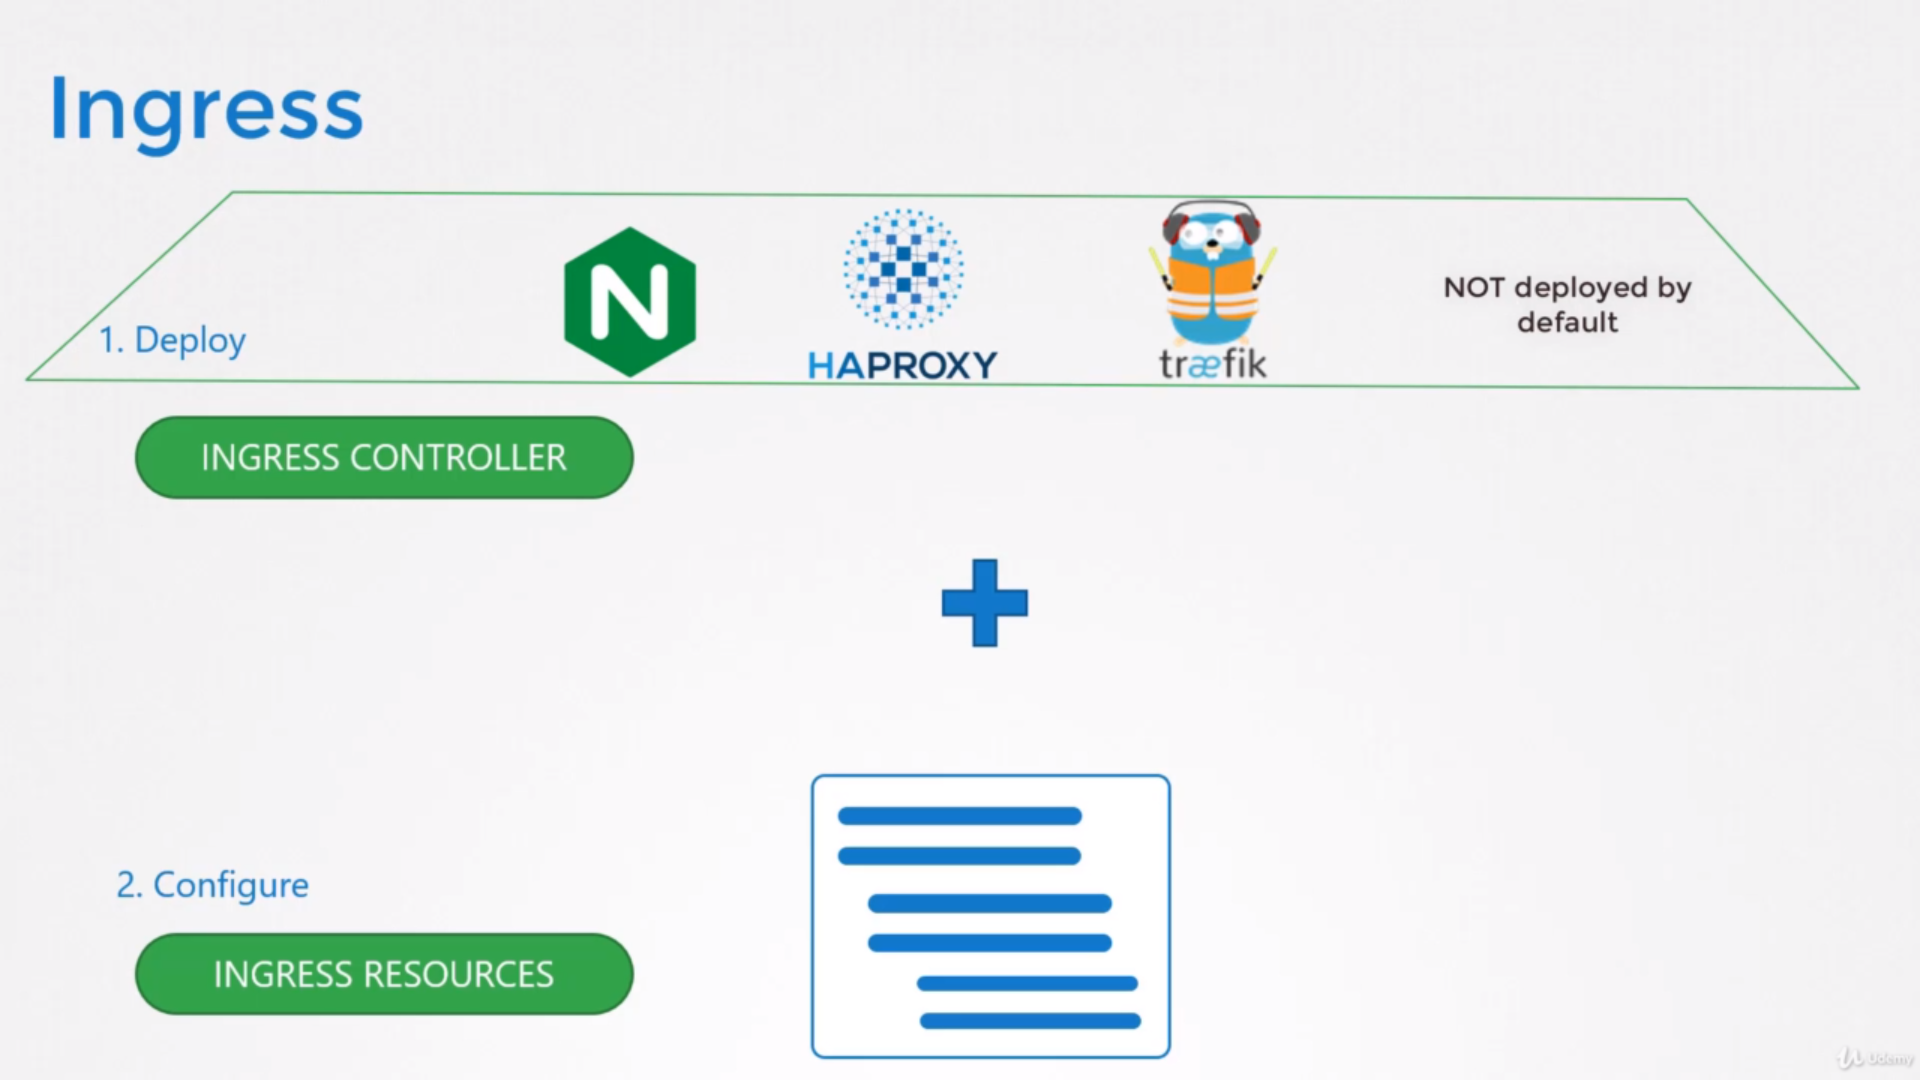 Ingress
1. Deploy
N
HAPROXY
træfik
NOT deployed by
default
INGRESS CONTROLLER
2. Configure
INGRESS RESOURCES
Udemy